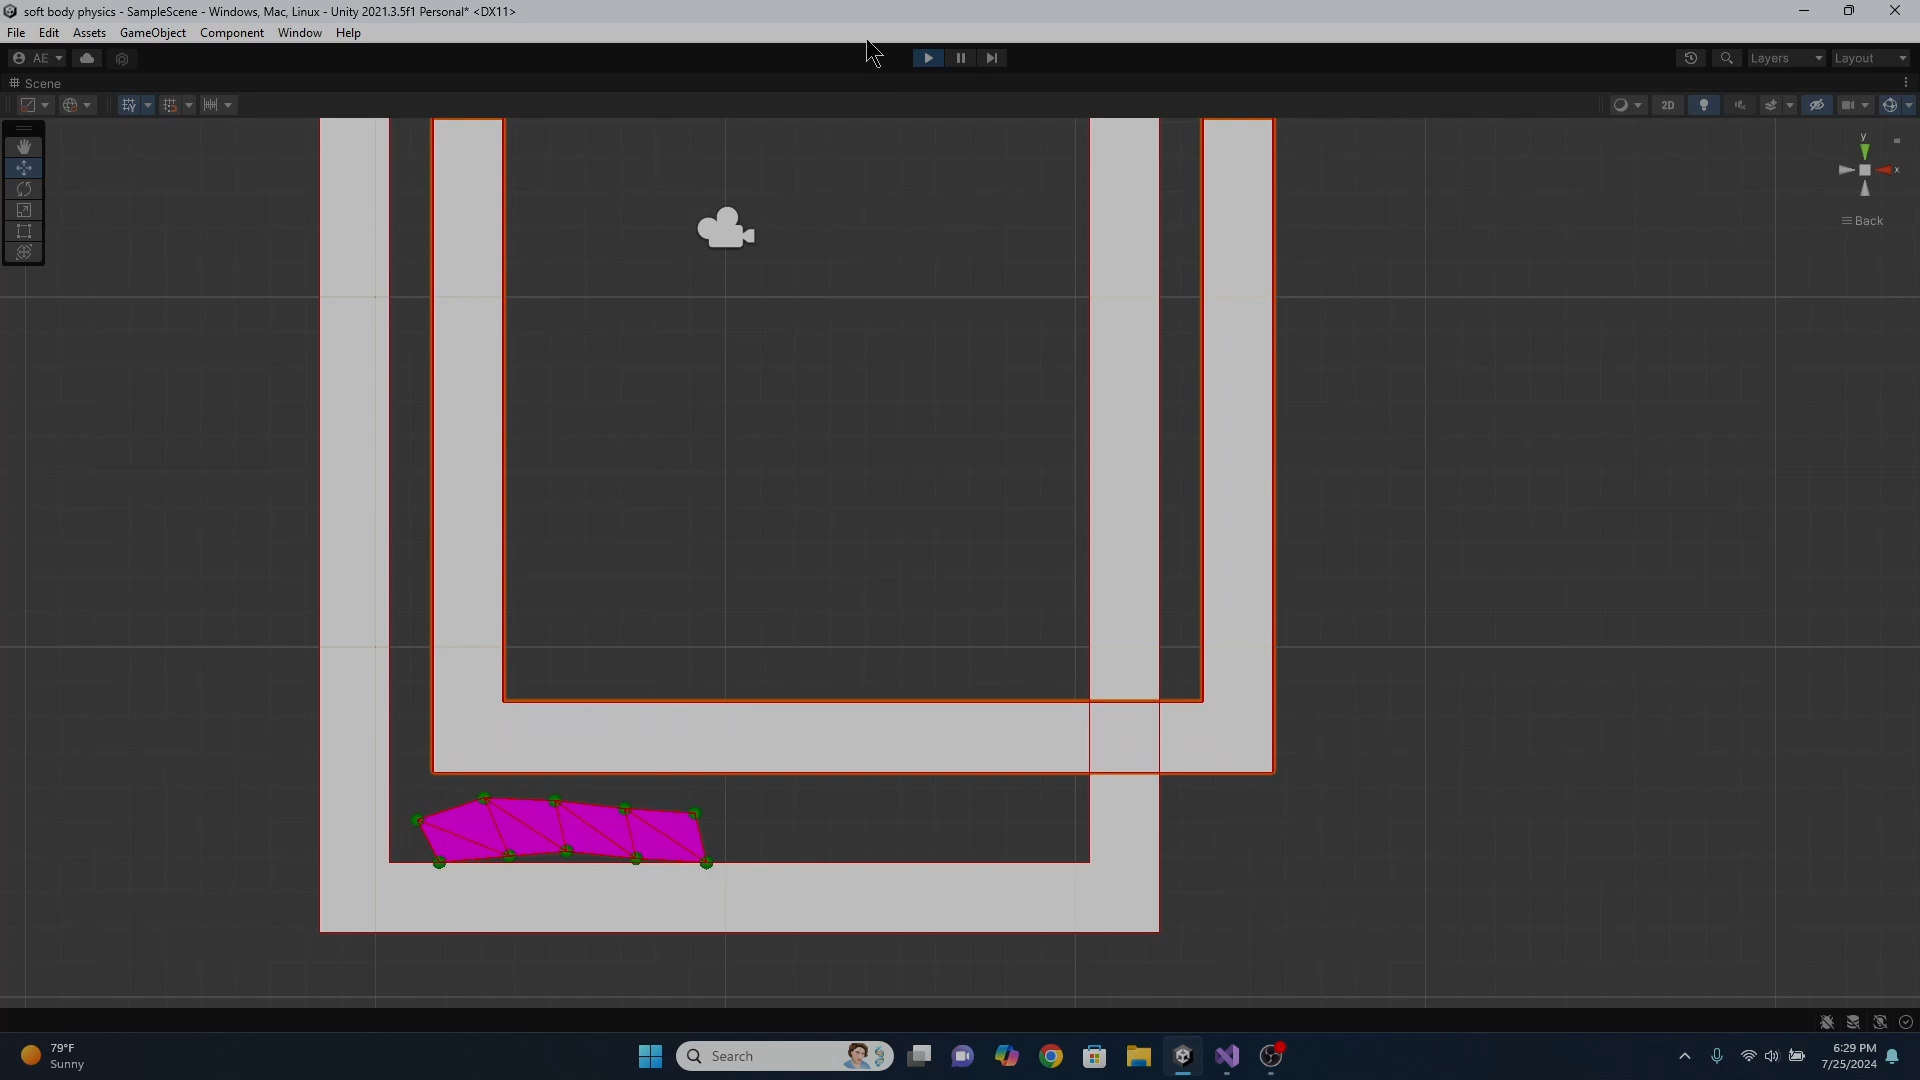 soft body physics - SampleScene - Windows, Mac, Linux - Unity 2021.3.5f1 Personal* <DX11>
File Edit Assets GameObject Component Window Help
AE
Layers
Layout
Scene
2D
y
x
Back
79°F
Sunny
Search
6:29 PM
7/25/2024